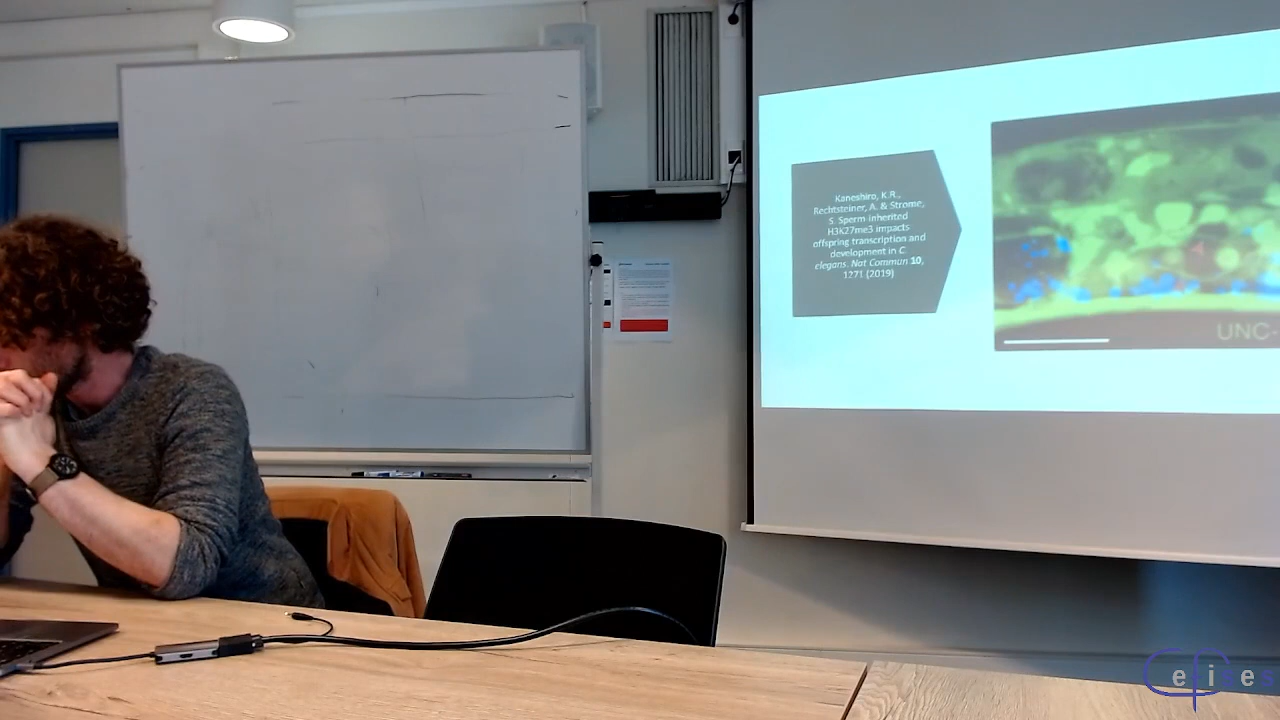 Kaneshiro, K.R.,
Rechtsteiner, A. & Strome,
S. Sperm-inherited
H3K27me3 impacts
offspring transcription and
development in C.
elegans. Nat Commun 10,
1271 (2019)
UNC-